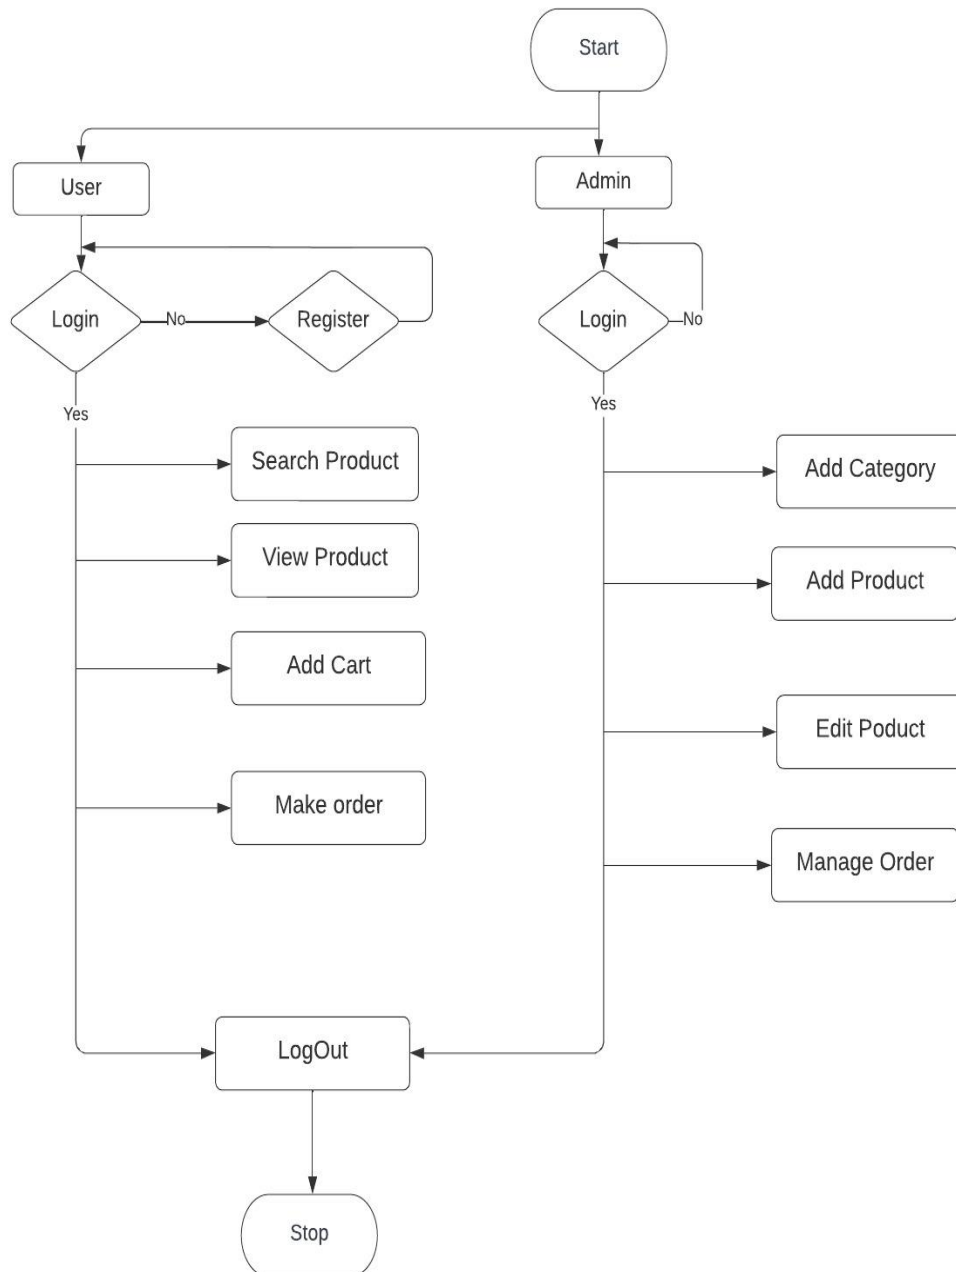 Start
User
Admin
Login
No
Register
Login
No
Yes
Yes
Search Product
Add Category
View Product
Add Product
Add Cart
Edit Poduct
Make order
Manage Order
LogOut
Stop